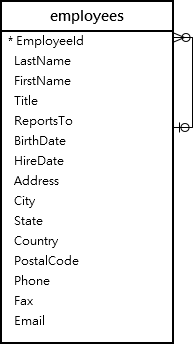 employees
* EmployeeId
LastName
FirstName
Title
ReportsTo
BirthDate
HireDate
Address
City
State
Country
PostalCode
Phone
Fax
Email